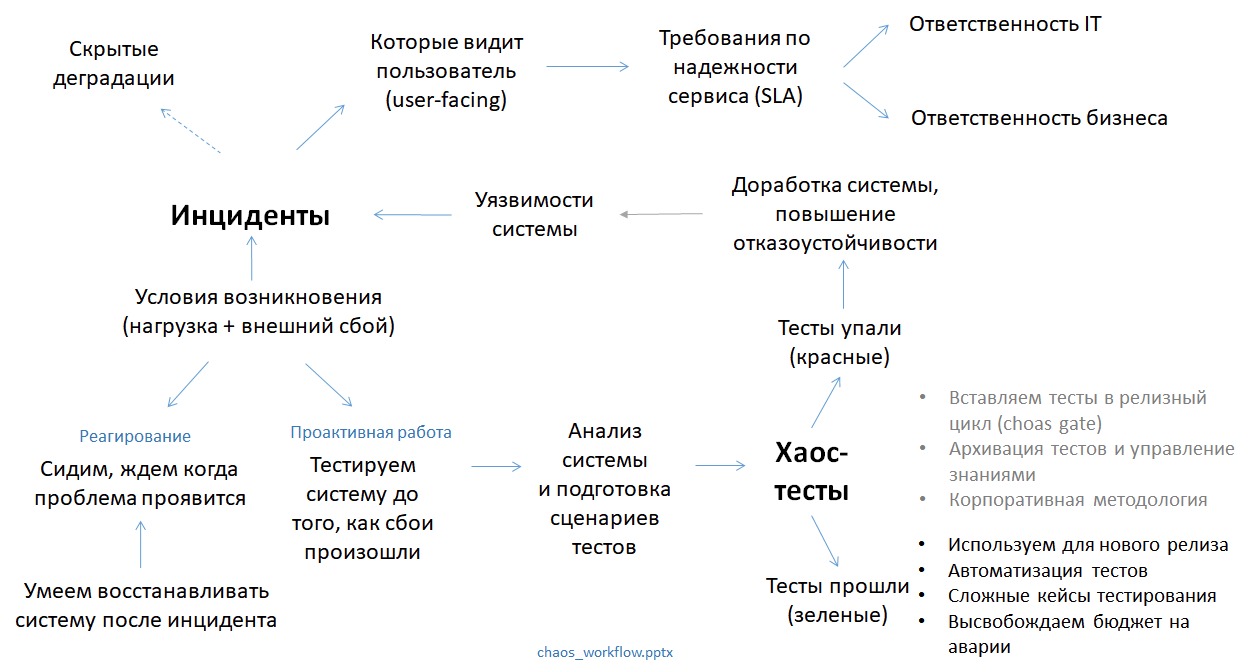 Скрытые
деградации
Которые видит
пользователь
(user-facing)
Требования по
надежности
сервиса (SLA)
Ответственность IT
Ответственность бизнеса
Инциденты
Уязвимости
системы
Доработка системы,
повышение
отказоустойчивости
Условия возникновения
(нагрузка + внешний сбой)
Тесты упали
(красные)
Реагирование
Сидим, ждем когда
проблема проявится
Умеем восстанавливать
систему после инцидента
Проактивная работа
Тестируем
систему до
того, как сбои
произошли
Анализ
системы
и подготовка
сценариев
тестов
Хаос-
тесты
Тесты прошли
(зеленые)
• Вставляем тесты в релизный
цикл (choas gate)
• Архивация тестов и управление
знаниями
• Корпоративная методология
• Используем для нового релиза
• Автоматизация тестов
• Сложные кейсы тестирования
• Высвобождаем бюджет на
аварии
chaos_workflow.pptx